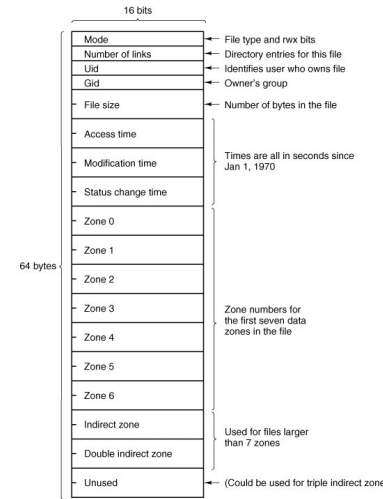 16 bits
Mode
File type and rwx bits
Number of links
Directory entries for this file
Uid
Identifies user who owns file
Gid
Owner's group
File size
Number of bytes in the file
Access time
Modification time
Status change time
Times are all in seconds since
Jan 1, 1970
64 bytes
Zone 0
Zone 1
Zone 2
Zone 3
Zone 4
Zone 5
Zone 6
Zone numbers for
the first seven data
zones in the file
Indirect zone
Double indirect zone
Used for files larger
than 7 zones
Unused
(Could be used for triple indirect zone